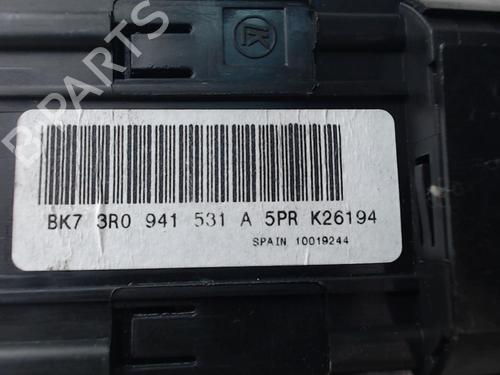 B-PARTS
BK7 3R0 941 531 A 5PR K26194
SPAIN 10019244